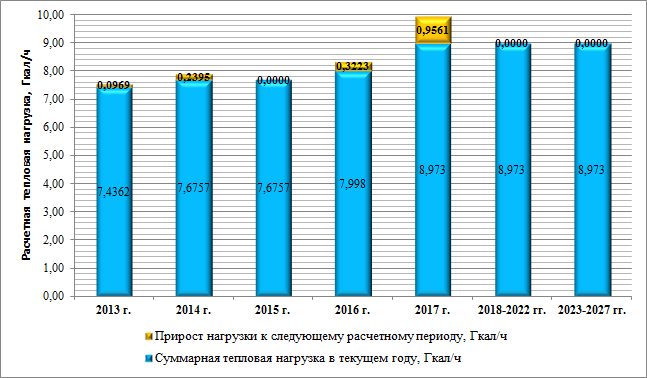 Расчетная тепловая нагрузка, Гкал/ч
10,00
9,00
8,00
7,00
6,00
5,00
4,00
3,00
2,00
1,00
0,00
0,0969
0,2395
0,0000
0,3223
0,9561
0,0000
0,0000
7,4362
7,6757
7,6757
7,998
8,973
8,973
8,973
2013 г.
2014 г.
2015 г.
2016 г.
2017 г.
2018-2022 гг.
2023-2027 гг.
Прирост нагрузки к следующему расчетному периоду, Гкал/ч
Суммарная тепловая нагрузка в текущем году, Гкал/ч